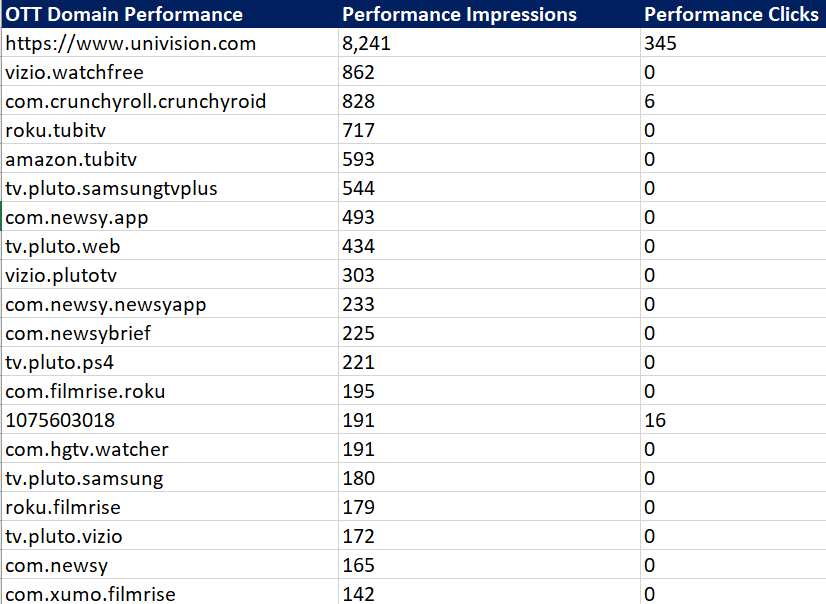 OTT Domain Performance Performance Impressions Performance Clicks
https://www.univision.com 8,241 345
vizio.watchfree 862 0
com.crunchyroll.crunchyroid 828 6
roku.tubitv 717 0
amazon.tubitv 593 0
tv.pluto.samsungtvplus 544 0
com.newsy.app 493 0
tv.pluto.web 434 0
vizio.plutotv 303 0
com.newsy.newsyapp 233 0
com.newsybrief 225 0
tv.pluto.ps4 221 0
com.filmrise.roku 195 0
1075603018 191 16
com.hgtv.watcher 191 0
tv.pluto.samsung 180 0
roku.filmrise 179 0
tv.pluto.vizio 172 0
com.newsy 165 0
com.xumo.filmrise 142 0